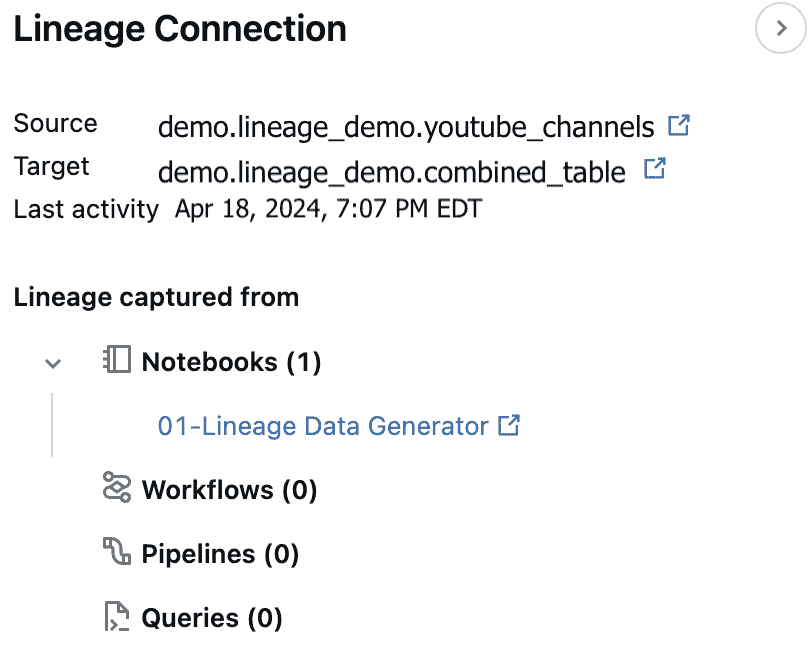 Lineage Connection
Source demo.lineage_demo.youtube_channels
Target demo.lineage_demo.combined_table
Last activity Apr 18, 2024, 7:07 PM EDT
Lineage captured from
Notebooks (1)
01-Lineage Data Generator
Workflows (0)
Pipelines (0)
Queries (0)